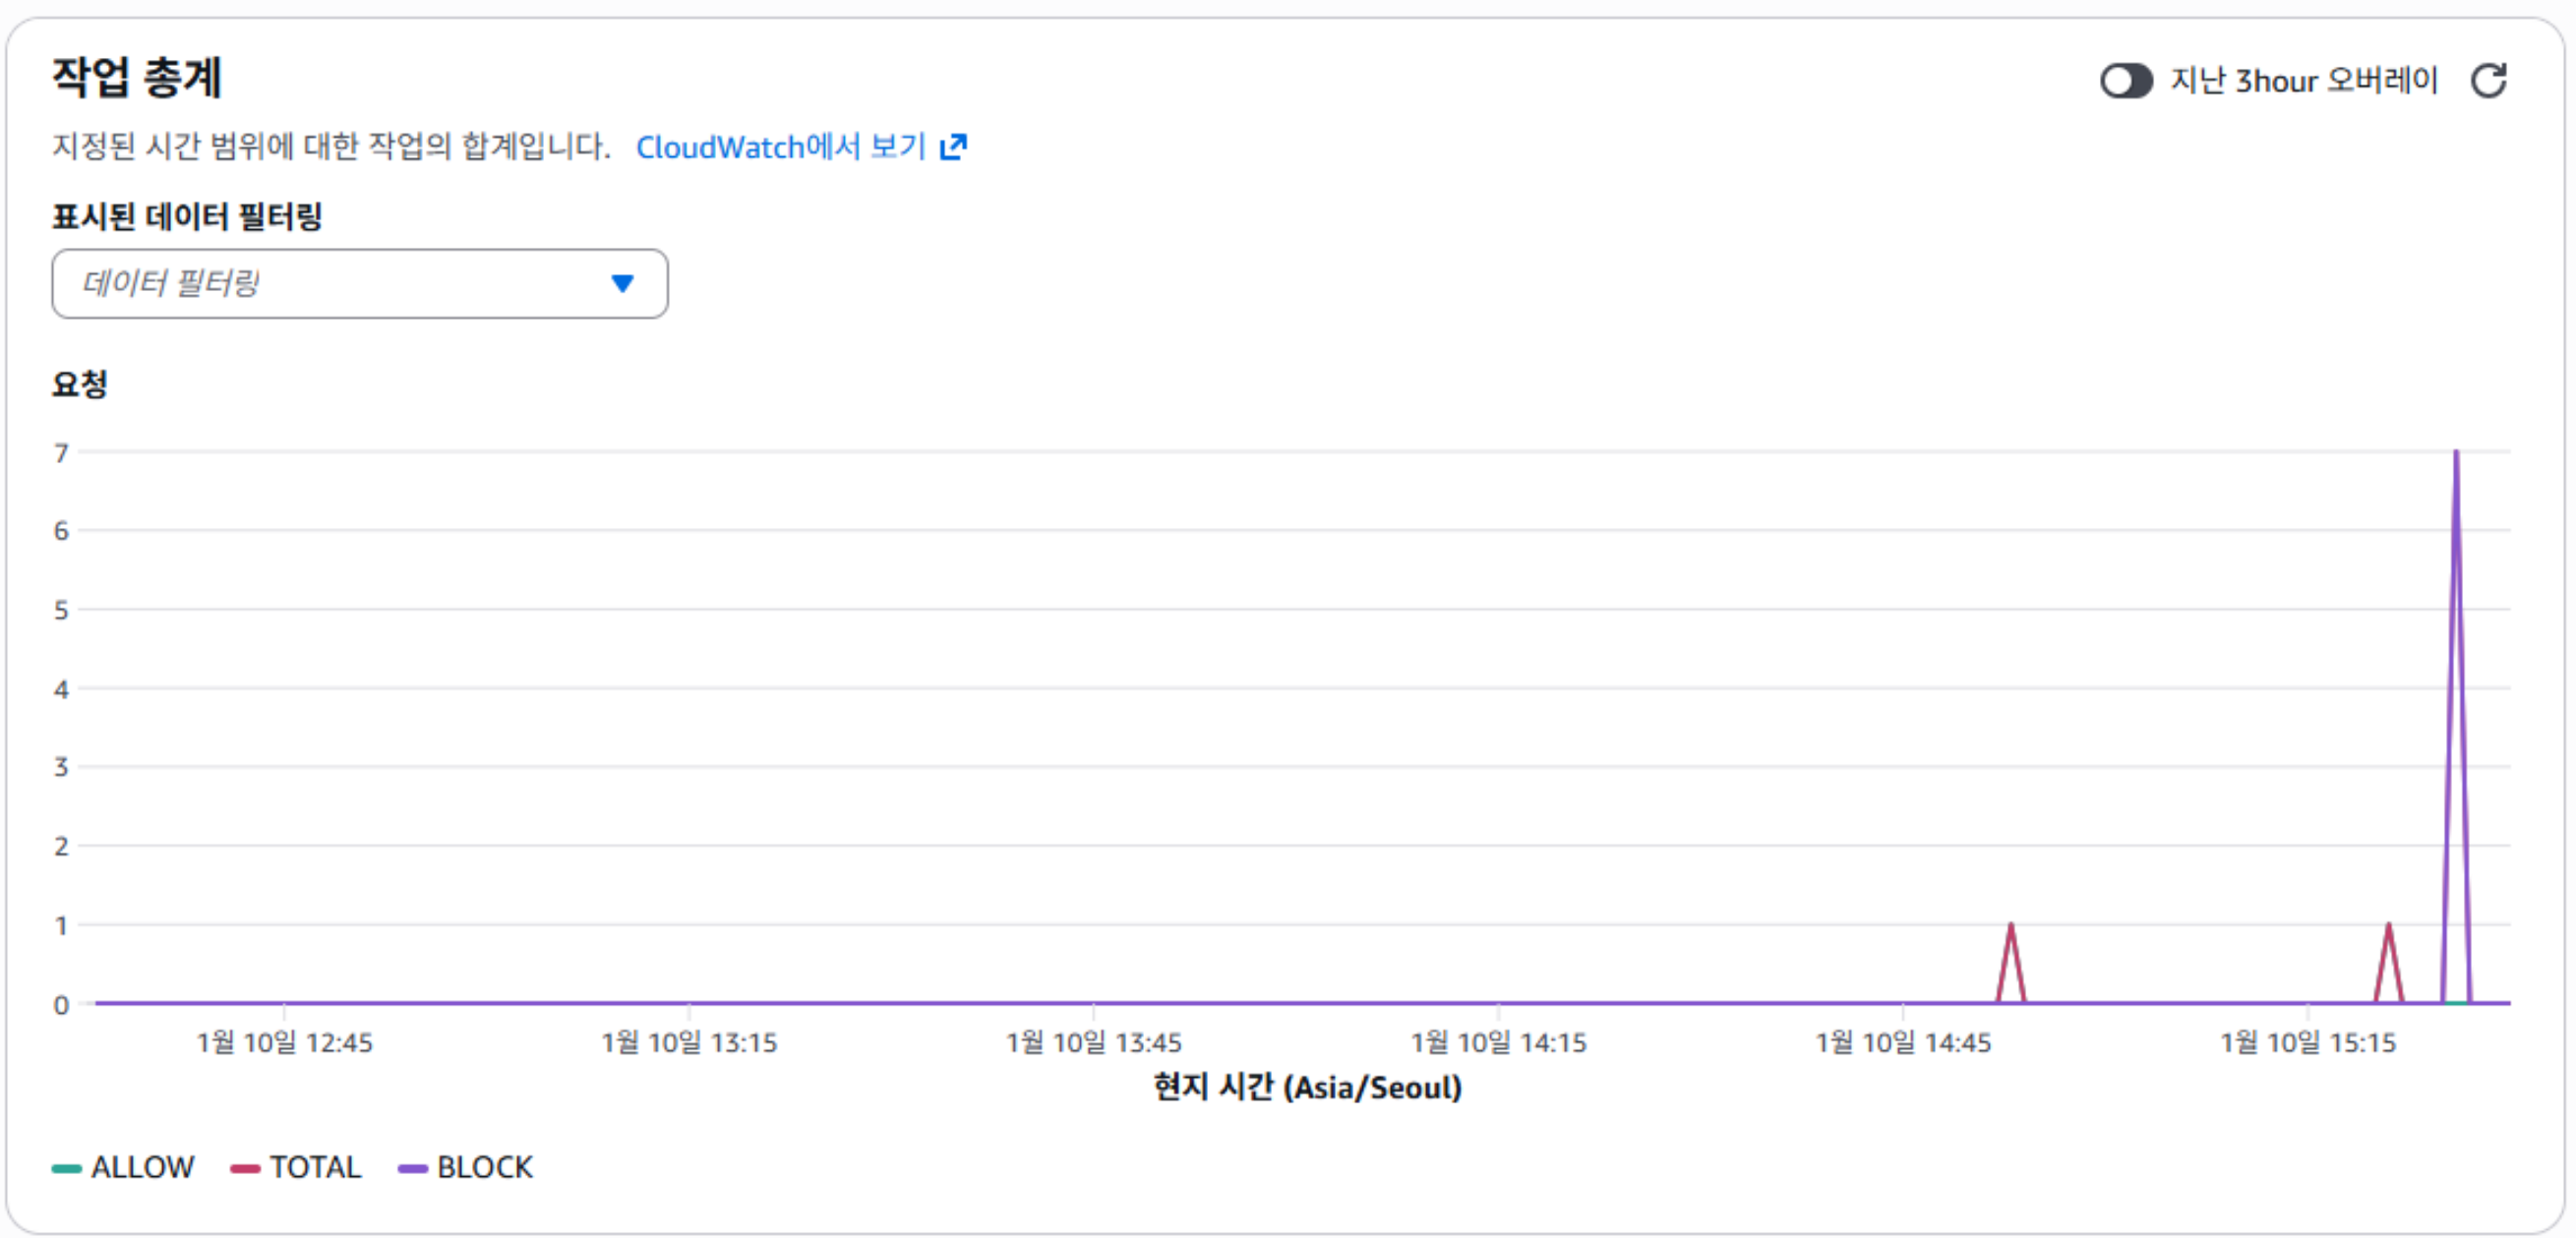 작업 총계
지난 3hour 오버레이
지정된 시간 범위에 대한 작업의 합계입니다. CloudWatch에서 보기
표시된 데이터 필터링
데이터 필터링
요청
7
6
5
4
3
2
1
0
1월 10일 12:45 1월 10일 13:15 1월 10일 13:45 1월 10일 14:15 1월 10일 14:45 1월 10일 15:15
현지 시간 (Asia/Seoul)
ALLOW TOTAL BLOCK